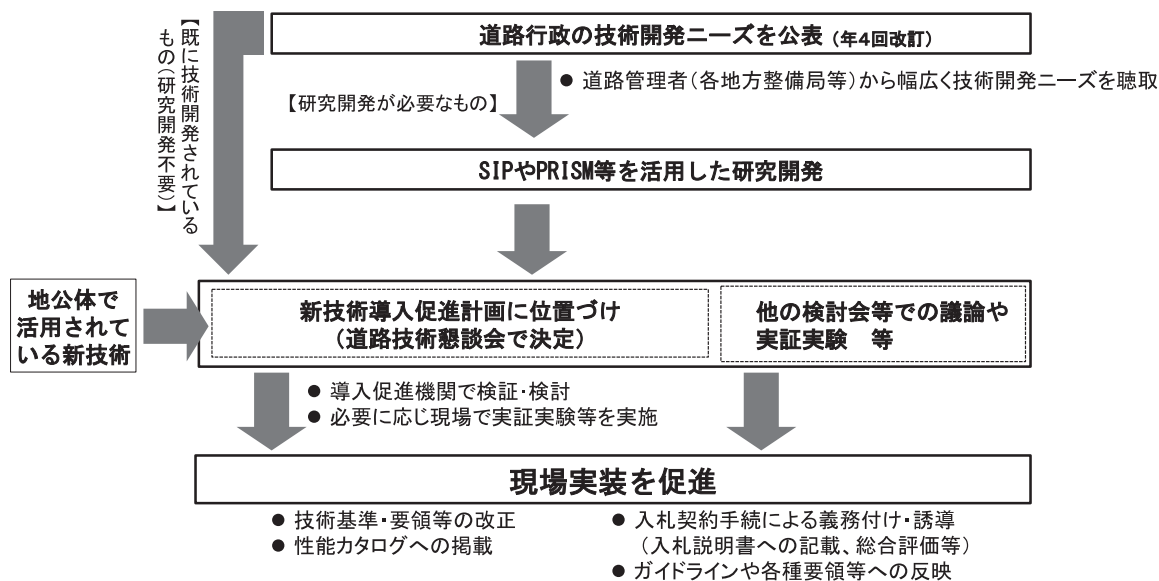 道路行政の技術開発ニーズを公表(年4回改訂)
● 道路管理者(各地方整備局等)から幅広く技術開発ニーズを聴取
【既に技術開発されている
もの(研究開発不要)】
【研究開発が必要なもの】
SIPやPRISM等を活用した研究開発
地公体で
活用されて
いる新技術
新技術導入促進計画に位置づけ
(道路技術懇談会で決定)
他の検討会等での議論や
実証実験 等
● 導入促進機関で検証・検討
● 必要に応じ現場で実証実験等を実施
現場実装を促進
● 技術基準・要領等の改正
● 性能カタログへの掲載
● 入札契約手続による義務付け・誘導
(入札説明書への記載、総合評価等)
● ガイドラインや各種要領等への反映